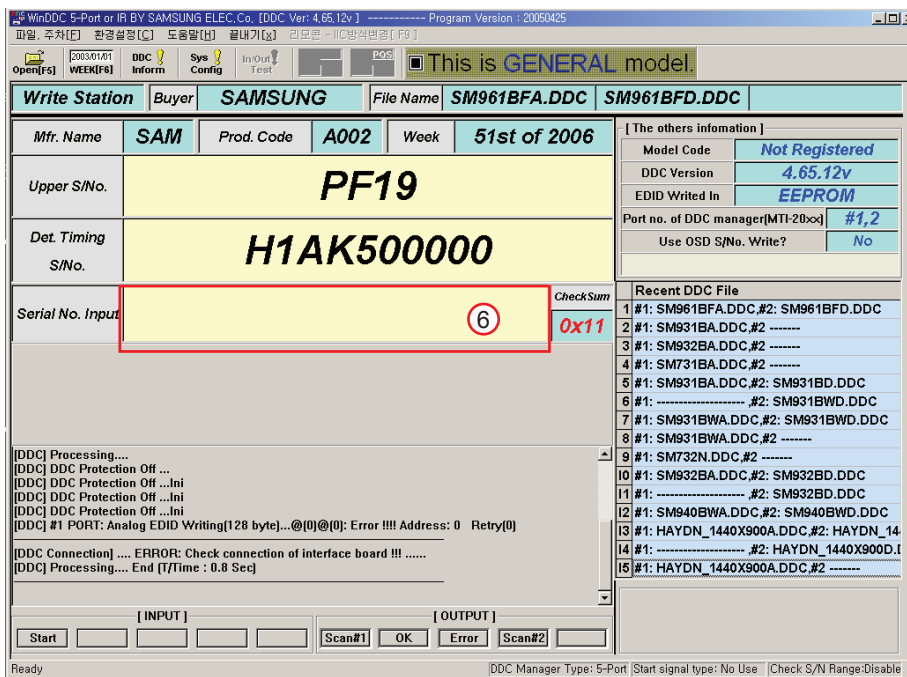 WinDDC 5-Port or IR BY SAMSUNG ELEC,Co, [DDC Ver: 4,65,12v ] ----------- Program Version : 20050425
파일, 주차[F] 환경설정[C] 도움말[H] 끝내기[x] 리모콘 - IIC방식변경[ F9 ]
Open[F5] 2003/01/01 WEEK[F6] DDC Inform Sys Config In/Out Test POS This is GENERAL model.
Write Station Buyer SAMSUNG File Name SM961BFA.DDC SM961BFD.DDC
Mfr. Name SAM Prod. Code A002 Week 51st of 2006
Upper S/No. PF19
Det. Timing S/No. H1AK500000
Serial No. Input 6 CheckSum 0x11
[ The others infomation ]
Model Code Not Registered
DDC Version 4.65.12v
EDID Writed In EEPROM
Port no. of DDC manager(MTI-20xx) #1,2
Use OSD S/No. Write? No
Recent DDC File
1 #1: SM961BFA.DDC,#2: SM961BFD.DDC
2 #1: SM931BA.DDC,#2 -------
3 #1: SM932BA.DDC,#2 -------
4 #1: SM731BA.DDC,#2 -------
5 #1: SM931BA.DDC,#2: SM931BD.DDC
6 #1: ------------------- ,#2: SM931BWD.DDC
7 #1: SM931BWA.DDC,#2: SM931BWD.DDC
8 #1: SM931BWA.DDC,#2 -------
9 #1: SM732N.DDC,#2 -------
10 #1: SM932BA.DDC,#2: SM932BD.DDC
11 #1: ------------------- ,#2: SM932BD.DDC
12 #1: SM940BWA.DDC,#2: SM940BWD.DDC
13 #1: HAYDN_1440X900A.DDC,#2: HAYDN_14
14 #1: ------------------- ,#2: HAYDN_1440X900D.[
15 #1: HAYDN_1440X900A.DDC,#2 -------
[DDC] Processing....
[DDC] DDC Protection Off ...
[DDC] DDC Protection Off ...Ini
[DDC] DDC Protection Off ...Ini
[DDC] DDC Protection Off ...Ini
[DDC] #1 PORT: Analog EDID Writing(128 byte)...@(0)@(0): Error !!!! Address: 0 Retry(0)
[DDC Connection] .... ERROR: Check connection of interface board !!! ......
[DDC] Processing.... End (T/Time : 0.8 Sec)
[ INPUT ] [ OUTPUT ]
Start Scan#1 OK Error Scan#2
Ready DDC Manager Type: 5-Port Start signal type: No Use Check S/N Range:Disable